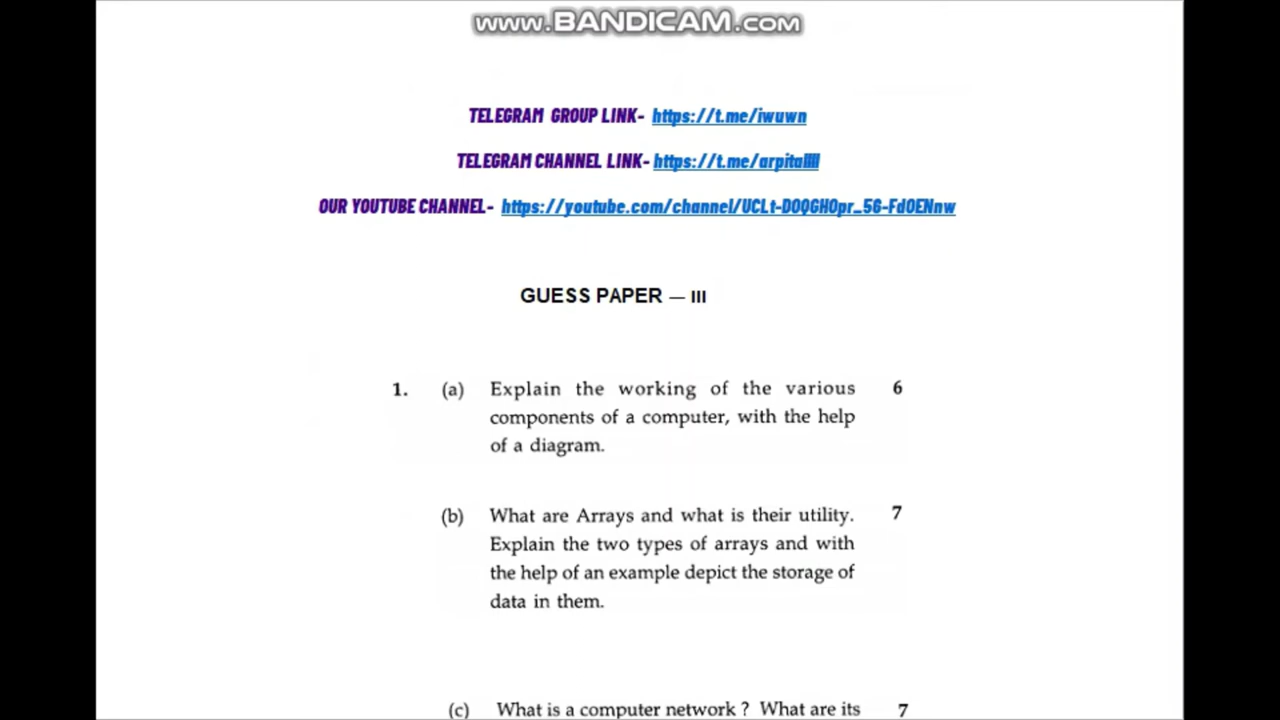 www.BANDICAM.com
TELEGRAM GROUP LINK- https://t.me/iwuwn
TELEGRAM CHANNEL LINK- https://t.me/arpitallll
OUR YOUTUBE CHANNEL- https://youtube.com/channel/UCLt-DOQGHOpr_56-FdOENnw
GUESS PAPER — III
1. (a) Explain the working of the various 6
components of a computer, with the help
of a diagram.
(b) What are Arrays and what is their utility. 7
Explain the two types of arrays and with
the help of an example depict the storage of
data in them.
(c) What is a computer network ? What are its 7